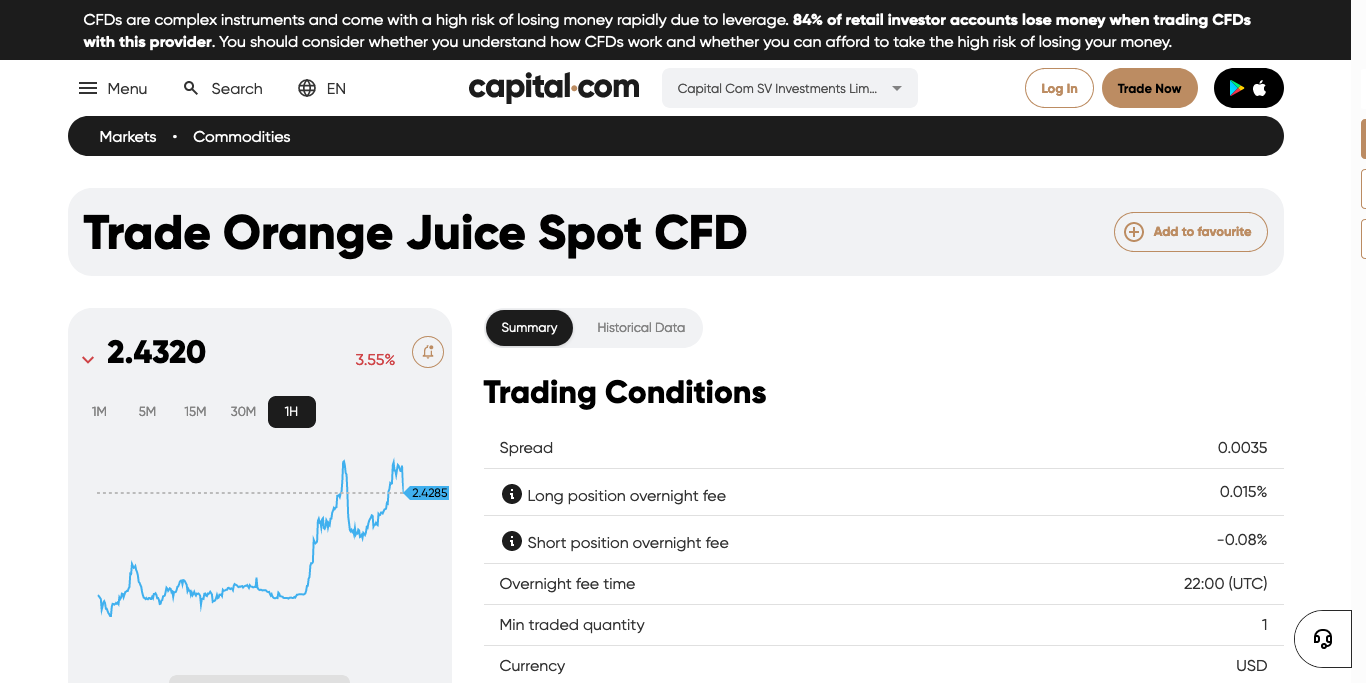 CFDs are complex instruments and come with a high risk of losing money rapidly due to leverage. 84% of retail investor accounts lose money when trading CFDs
with this provider. You should consider whether you understand how CFDs work and whether you can afford to take the high risk of losing your money.
Menu Search EN capital.com Capital Com SV Investments Lim... Log In Trade Now
Markets • Commodities
Trade Orange Juice Spot CFD
Add to favourite
2.4320
3.55%
1M 5M 15M 30M 1H
2.4285
Summary Historical Data
Trading Conditions
Spread 0.0035
Long position overnight fee 0.015%
Short position overnight fee -0.08%
Overnight fee time 22:00 (UTC)
Min traded quantity 1
Currency USD